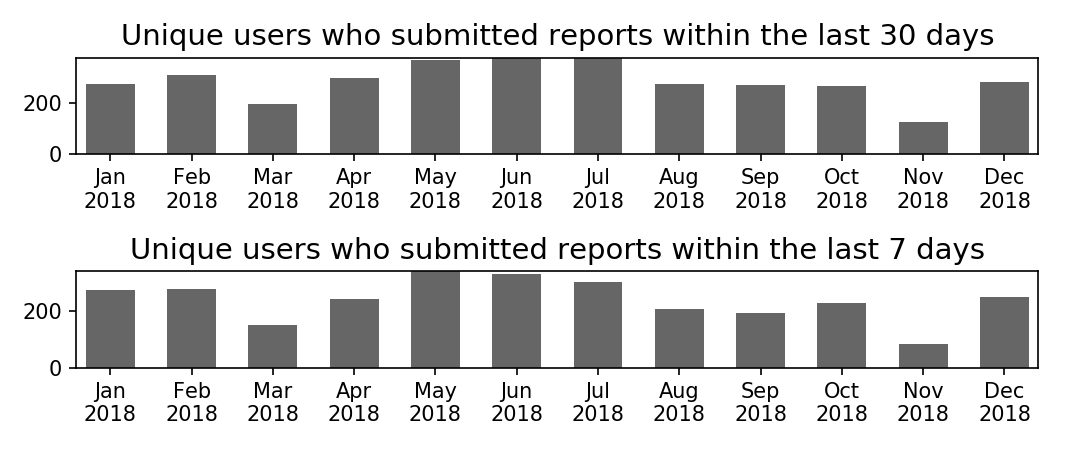 Unique users who submitted reports within the last 30 days
200
0
Jan Feb Mar Apr May Jun Jul Aug Sep Oct Nov Dec
2018 2018 2018 2018 2018 2018 2018 2018 2018 2018 2018 2018
Unique users who submitted reports within the last 7 days
200
0
Jan Feb Mar Apr May Jun Jul Aug Sep Oct Nov Dec
2018 2018 2018 2018 2018 2018 2018 2018 2018 2018 2018 2018